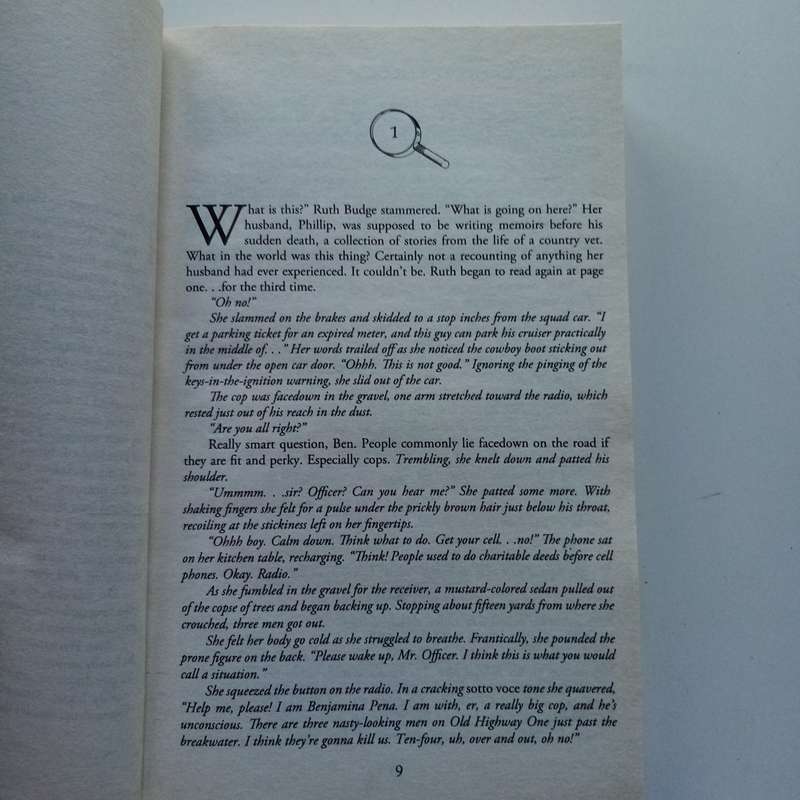 1
What is this?" Ruth Budge stammered. "What is going on here?" Her
husband, Phillip, was supposed to be writing memoirs before his
sudden death, a collection of stories from the life of a country vet.
What in the world was this thing? Certainly not a recounting of anything her
husband had ever experienced. It couldn't be. Ruth began to read again at page
one. . .for the third time.
"Oh no!"
She slammed on the brakes and skidded to a stop inches from the squad car. "I
get a parking ticket for an expired meter, and this guy can park his cruiser practically
in the middle of. . ." Her words trailed off as she noticed the cowboy boot sticking out
from under the open car door. "Ohhh. This is not good." Ignoring the pinging of the
keys-in-the-ignition warning, she slid out of the car.
The cop was facedown in the gravel, one arm stretched toward the radio, which
rested just out of his reach in the dust.
"Are you all right?"
Really smart question, Ben. People commonly lie facedown on the road if
they are fit and perky. Especially cops. Trembling, she knelt down and patted his
shoulder.
"Ummmm. . .sir? Officer? Can you hear me?" She patted some more. With
shaking fingers she felt for a pulse under the prickly brown hair just below his throat,
recoiling at the stickiness left on her fingertips.
"Ohhh boy. Calm down. Think what to do. Get your cell. . .no!" The phone sat
on her kitchen table, recharging. "Think! People used to do charitable deeds before cell
phones. Okay. Radio."
As she fumbled in the gravel for the receiver, a mustard-colored sedan pulled out
of the copse of trees and began backing up. Stopping about fifteen yards from where she
crouched, three men got out.
She felt her body go cold as she struggled to breathe. Frantically, she pounded the
prone figure on the back. "Please wake up, Mr. Officer. I think this is what you would
call a situation."
She squeezed the button on the radio. In a cracking sotto voce tone she quavered,
"Help me, please! I am Benjamina Pena. I am with, er, a really big cop, and he's
unconscious. There are three nasty-looking men on Old Highway One just past the
breakwater. I think they're gonna kill us. Ten-four, uh, over and out, oh no!"
9